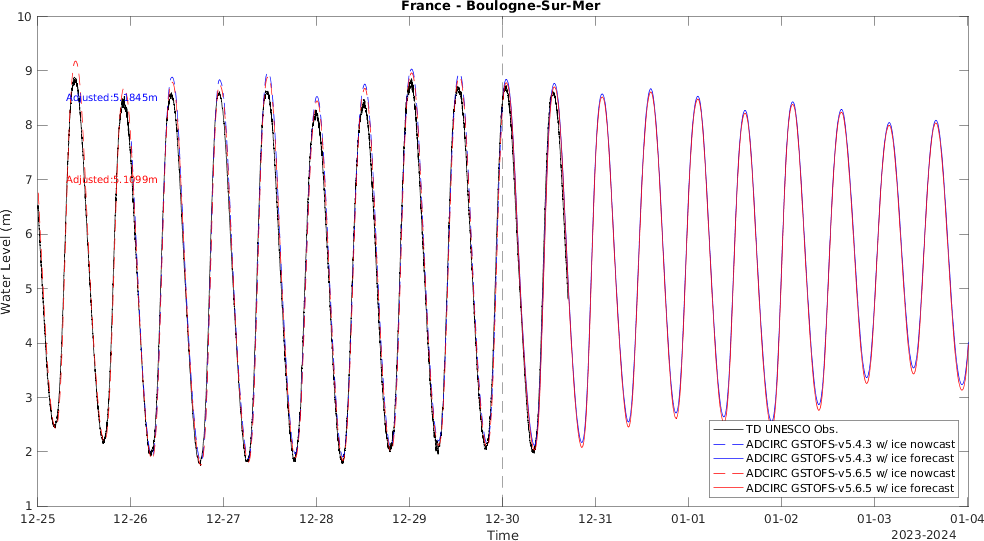 France - Boulogne-Sur-Mer
10
9
8
7
6
5
4
3
2
1
Water Level (m)
Adjusted:5.1845m
Adjusted:5.1099m
TD UNESCO Obs.
ADCIRC GSTOFS-v5.4.3 w/ ice nowcast
ADCIRC GSTOFS-v5.4.3 w/ ice forecast
ADCIRC GSTOFS-v5.6.5 w/ ice nowcast
ADCIRC GSTOFS-v5.6.5 w/ ice forecast
12-25 12-26 12-27 12-28 12-29 12-30 12-31 01-01 01-02 01-03 01-04
Time
2023-2024